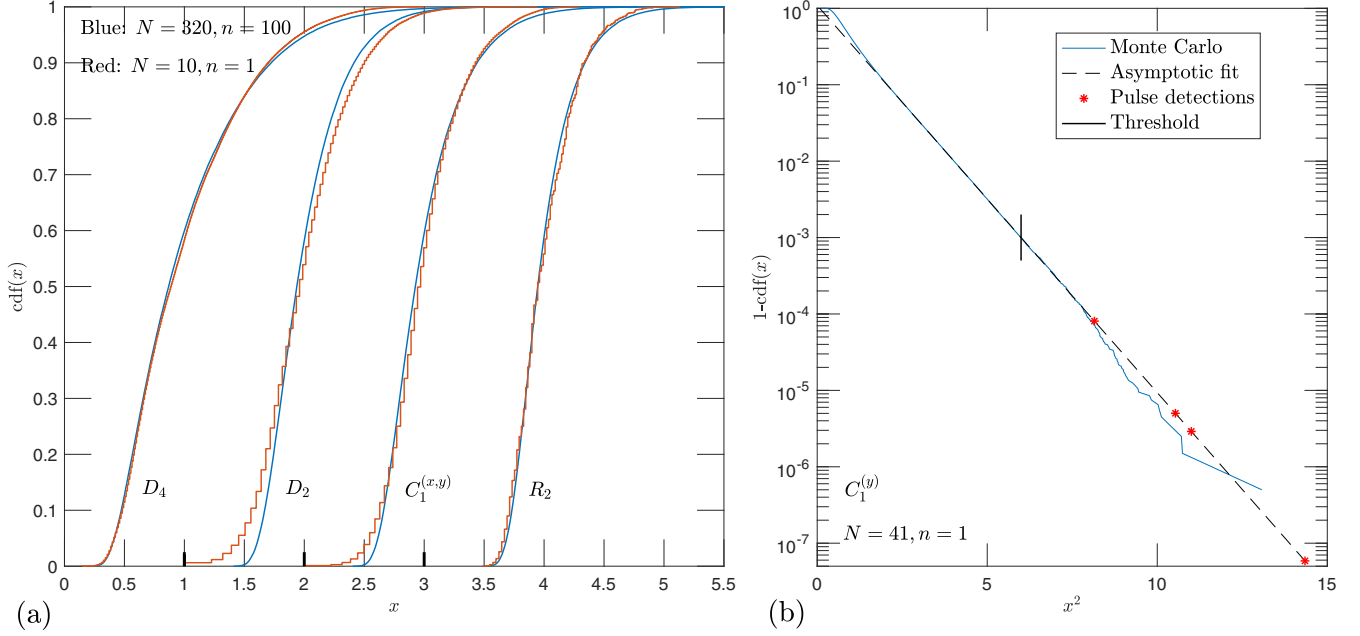 Blue: N = 320, n = 100
Red: N = 10, n = 1
1
0.9
0.8
0.7
0.6
0.5
0.4
0.3
0.2
0.1
0
cdf(x)
D₄
D₂
C₁⁽ˣ,ʸ⁾
R₂
0 0.5 1 1.5 2 2.5 3 3.5 4 4.5 5 5.5
x
(a)
Monte Carlo
Asymptotic fit
Pulse detections
Threshold
10⁰
10⁻¹
10⁻²
10⁻³
10⁻⁴
10⁻⁵
10⁻⁶
10⁻⁷
1-cdf(x)
C₁⁽ʸ⁾
N = 41, n = 1
0 5 10 15
x²
(b)